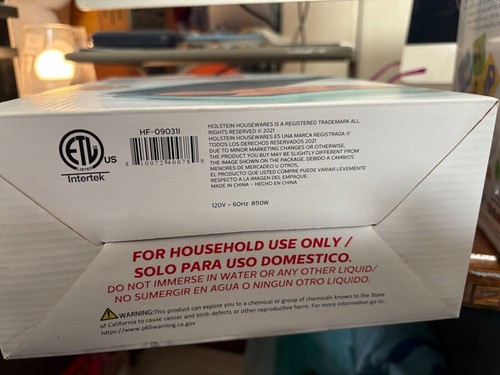 HF-09031I
HOLSTEIN HOUSEWARES IS A REGISTERED TRADEMARK ALL
RIGHTS RESERVED © 2021
HOLSTEIN HOUSEWARES ES UNA MARCA REGISTRADA ®
TODOS LOS DERECHOS RESERVADOS 2021
DUE TO MINOR MARKETING CHANGES OR OTHERWISE,
THE PRODUCT YOU BUY MAY BE SLIGHTLY DIFFERENT FROM
THE IMAGE SHOWN ON THE PACKAGE. DEBIDO A CAMBIOS
MENORES DE MERCADEO U OTROS,
EL PRODUCTO QUE USTED COMPRE PUEDE VARIAR LEVEMENTE
RESPECTO A LA IMAGEN DEL EMPAQUE
MADE IN CHINA - HECHO EN CHINA
ETL US
LISTED
Intertek
8 10072 40078 9
120V ~ 60Hz 850W
FOR HOUSEHOLD USE ONLY /
SOLO PARA USO DOMESTICO.
DO NOT IMMERSE IN WATER OR ANY OTHER LIQUID/
NO SUMERGIR EN AGUA O NINGUN OTRO LIQUIDO.
WARNING: This product can expose you to a chemical or group of chemicals known to the State
of California to cause cancer and birth defects or other reproductive harm. For more information go to:
https://www.p65warning.ca.gov